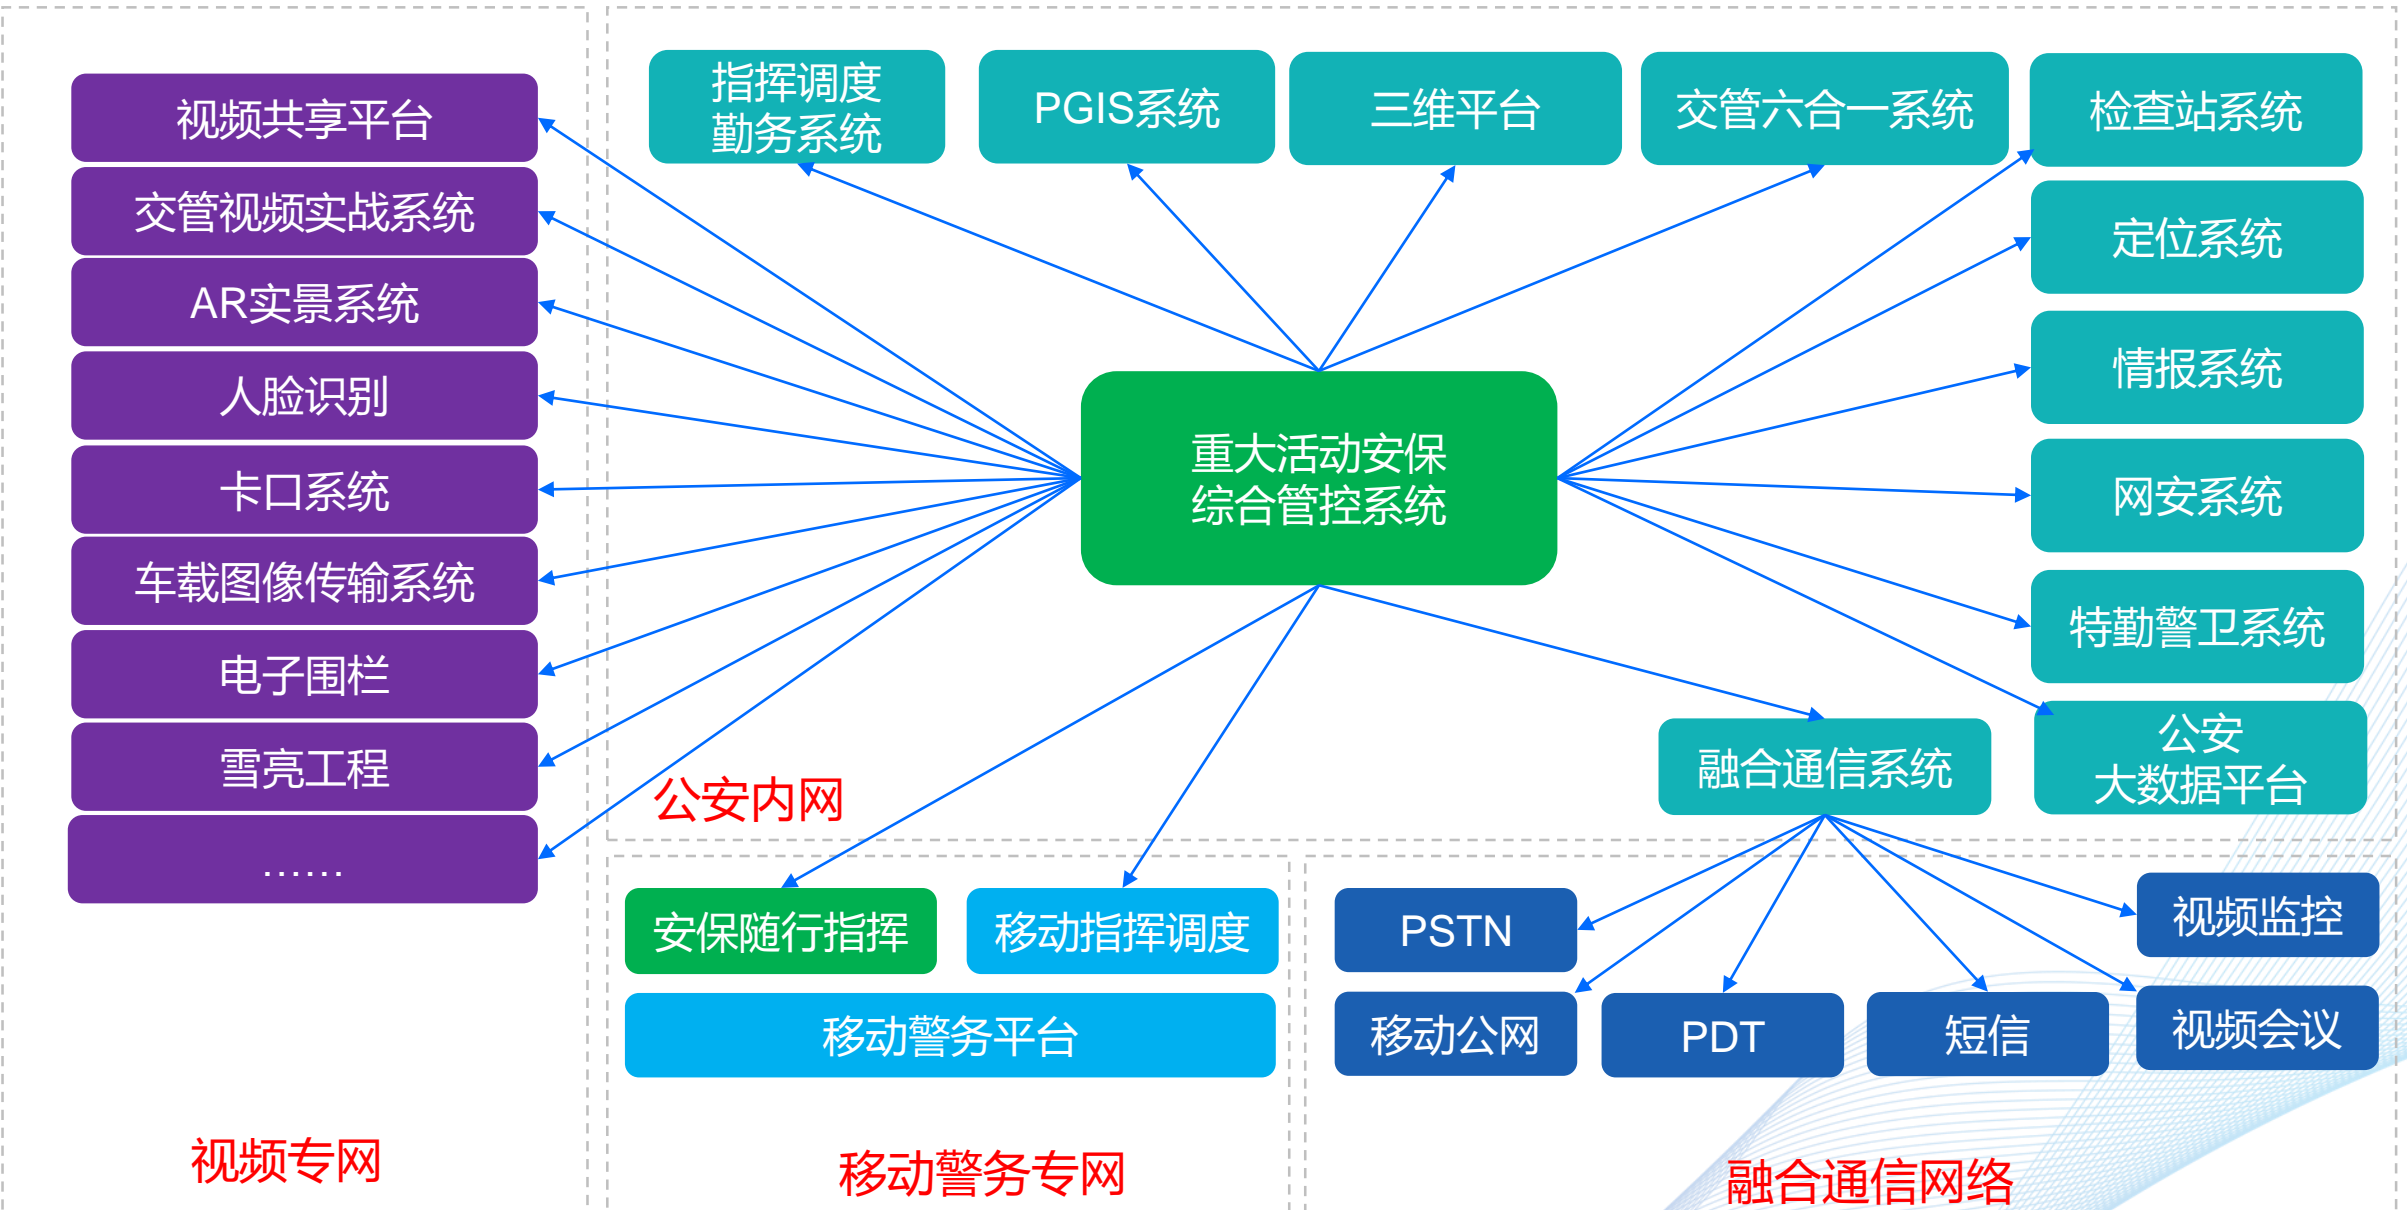 视频共享平台
交管视频实战系统
AR实景系统
人脸识别
卡口系统
车载图像传输系统
电子围栏
雪亮工程
……
视频专网
指挥调度
勤务系统
PGIS系统
三维平台
交管六合一系统
检查站系统
定位系统
情报系统
网安系统
特勤警卫系统
公安
大数据平台
重大活动安保
综合管控系统
融合通信系统
公安内网
安保随行指挥
移动指挥调度
移动警务平台
移动警务专网
PSTN
移动公网
PDT
短信
视频监控
视频会议
融合通信网络